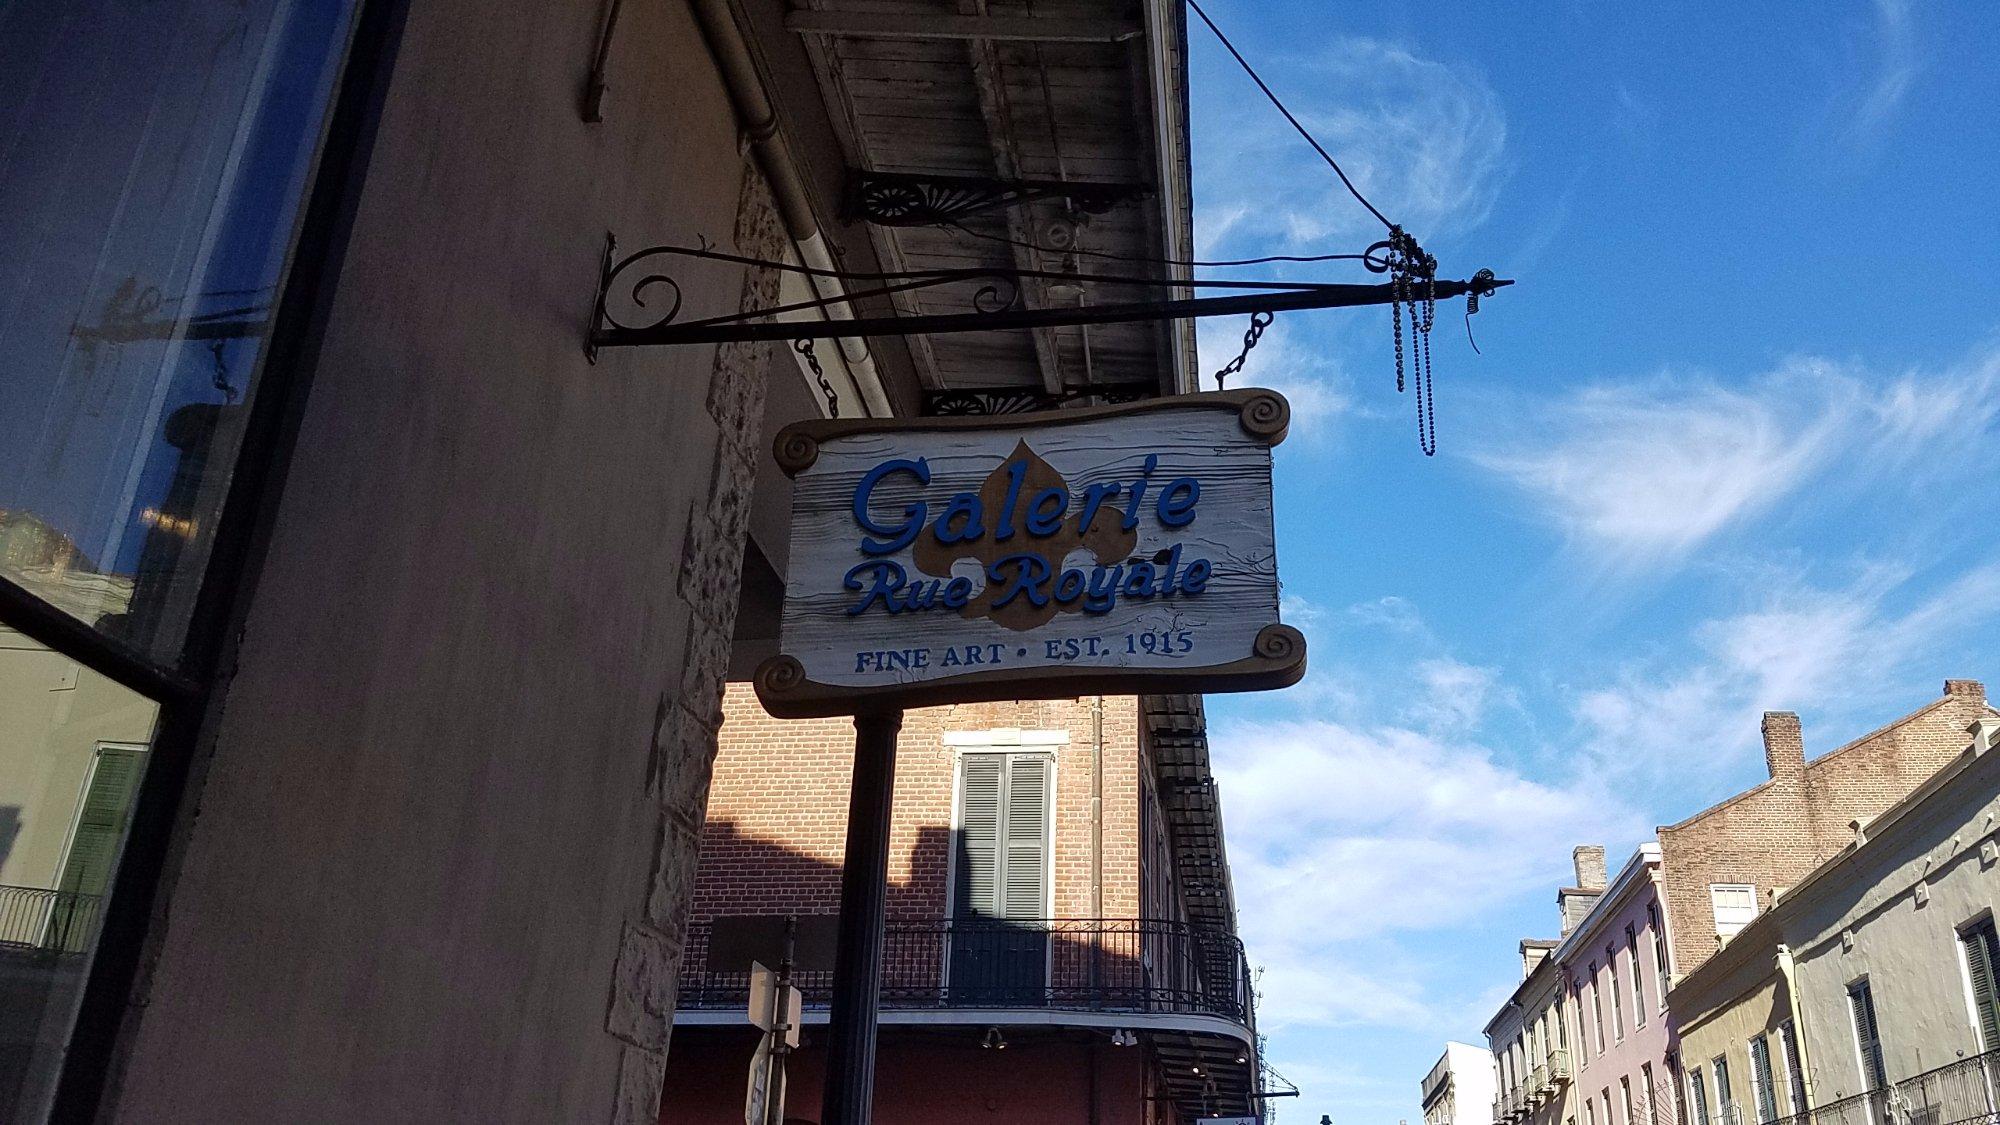 Galerie
Rue Royale
FINE ART • EST. 1915